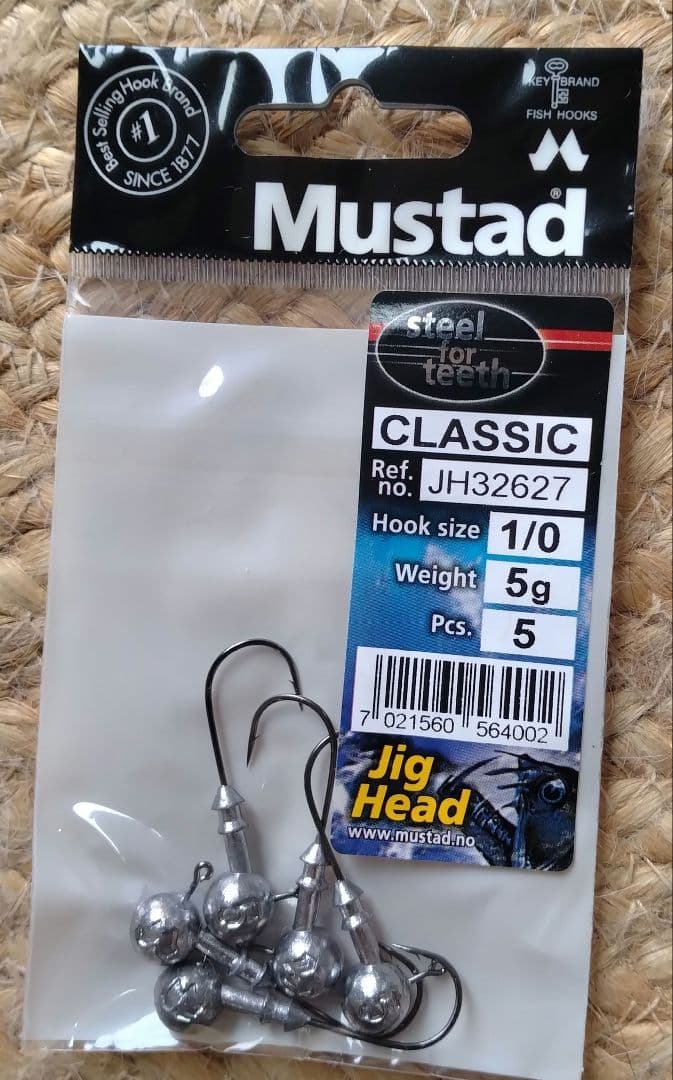 Best Selling Hook Brand
#1
SINCE 1877
KEY BRAND
FISH HOOKS
Mustad®
steel
for
teeth
CLASSIC
Ref. no. JH32627
Hook size 1/0
Weight 5g
Pcs. 5
7 021560 564002
Jig
Head
www.mustad.no